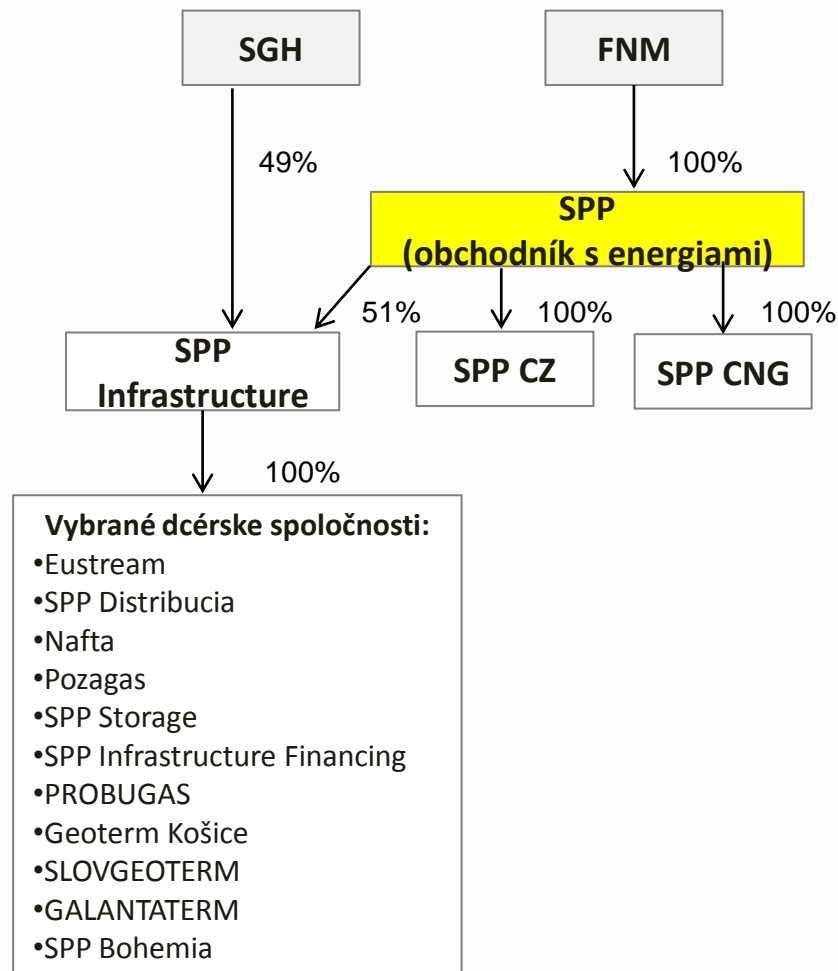 SGH
FNM
49%
100%
SPP
(obchodník s energiami)
51%
100%
100%
SPP
Infrastructure
SPP CZ
SPP CNG
100%
Vybrané dcérske spoločnosti:
•Eustream
•SPP Distribucia
•Nafta
•Pozagas
•SPP Storage
•SPP Infrastructure Financing
•PROBUGAS
•Geoterm Košice
•SLOVGEOTERM
•GALANTATERM
•SPP Bohemia